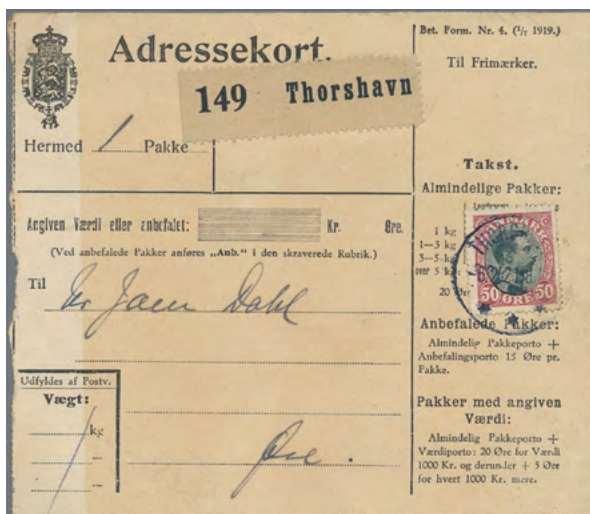 Adressekort.
149 Thorshavn
Hermed 1 Pakke
Angiven Værdi eller anbefalet: Kr. Øre.
(Ved anbefalede Pakker anføres „Anb.“ i den skraverede Rubrik.)
Til
Dahl
Udfyldes af Postv.
Vægt:
kg
Øre.
Bet. Form. Nr. 4. (¹/₇ 1919.)
Til Frimærker.
Takst.
Almindelige Pakker:
1 kg
1—3 kg
3—5 kg
over 5 kg
20 Øre
DANMARK
50 ØRE 50
Anbefalede Pakker:
Almindelig Pakkeporto +
Anbefalingsporto 15 Øre pr.
Pakke.
Pakker med angiven
Værdi:
Almindelig Pakkeporto +
Værdiporto: 20 Øre for Værdi
1000 Kr. og derunder + 5 Øre
for hvert 1000 Kr. mere.